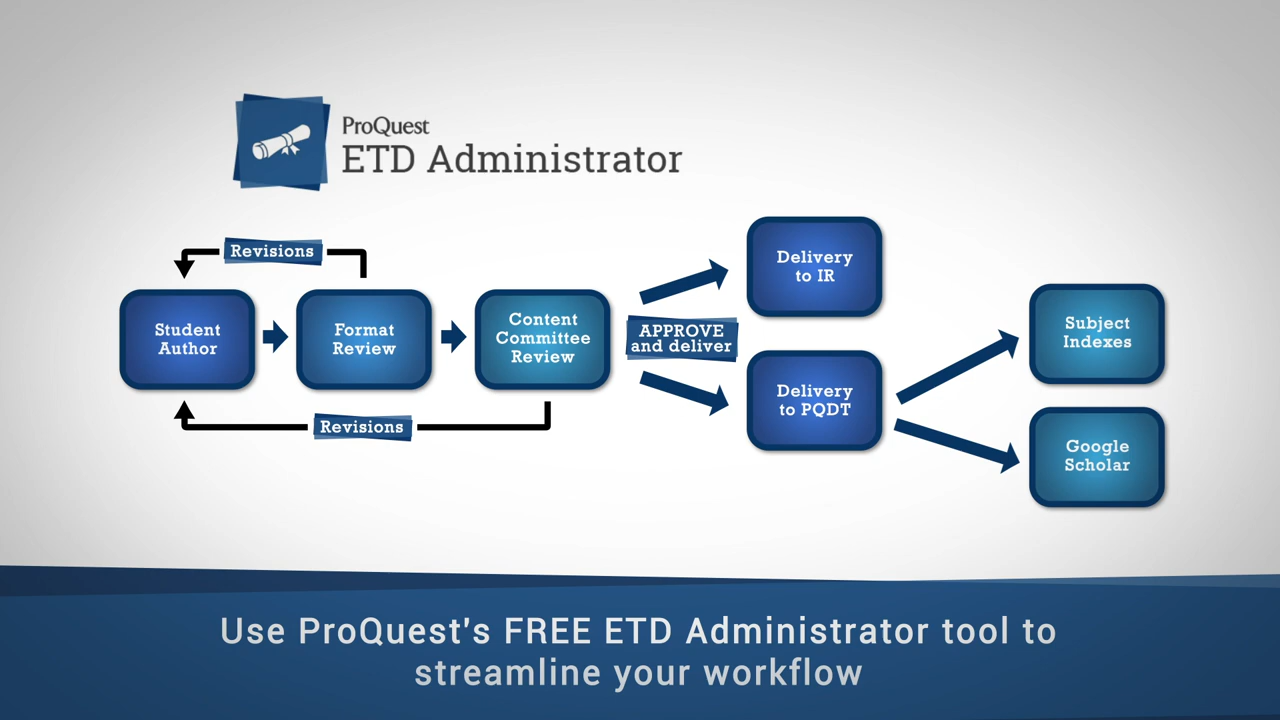 ProQuest
ETD Administrator
Revisions
Student
Author
Format
Review
Content
Committee
Review
Revisions
APPROVE
and deliver
Delivery
to IR
Delivery
to PQDT
Subject
Indexes
Google
Scholar
Use ProQuest's FREE ETD Administrator tool to
streamline your workflow